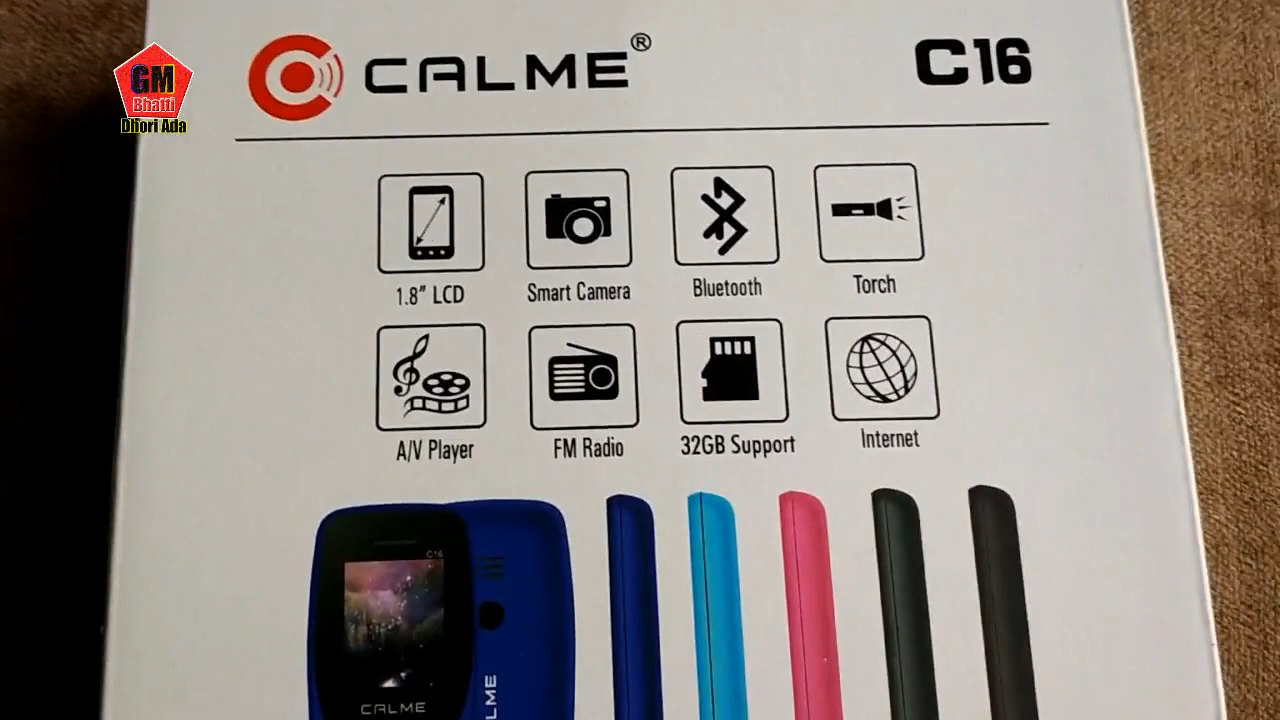 GM
Bhatti
Dhori Ada
CALME®
C16
1.8" LCD
Smart Camera
Bluetooth
Torch
A/V Player
FM Radio
32GB Support
Internet
C16
CALME
LME